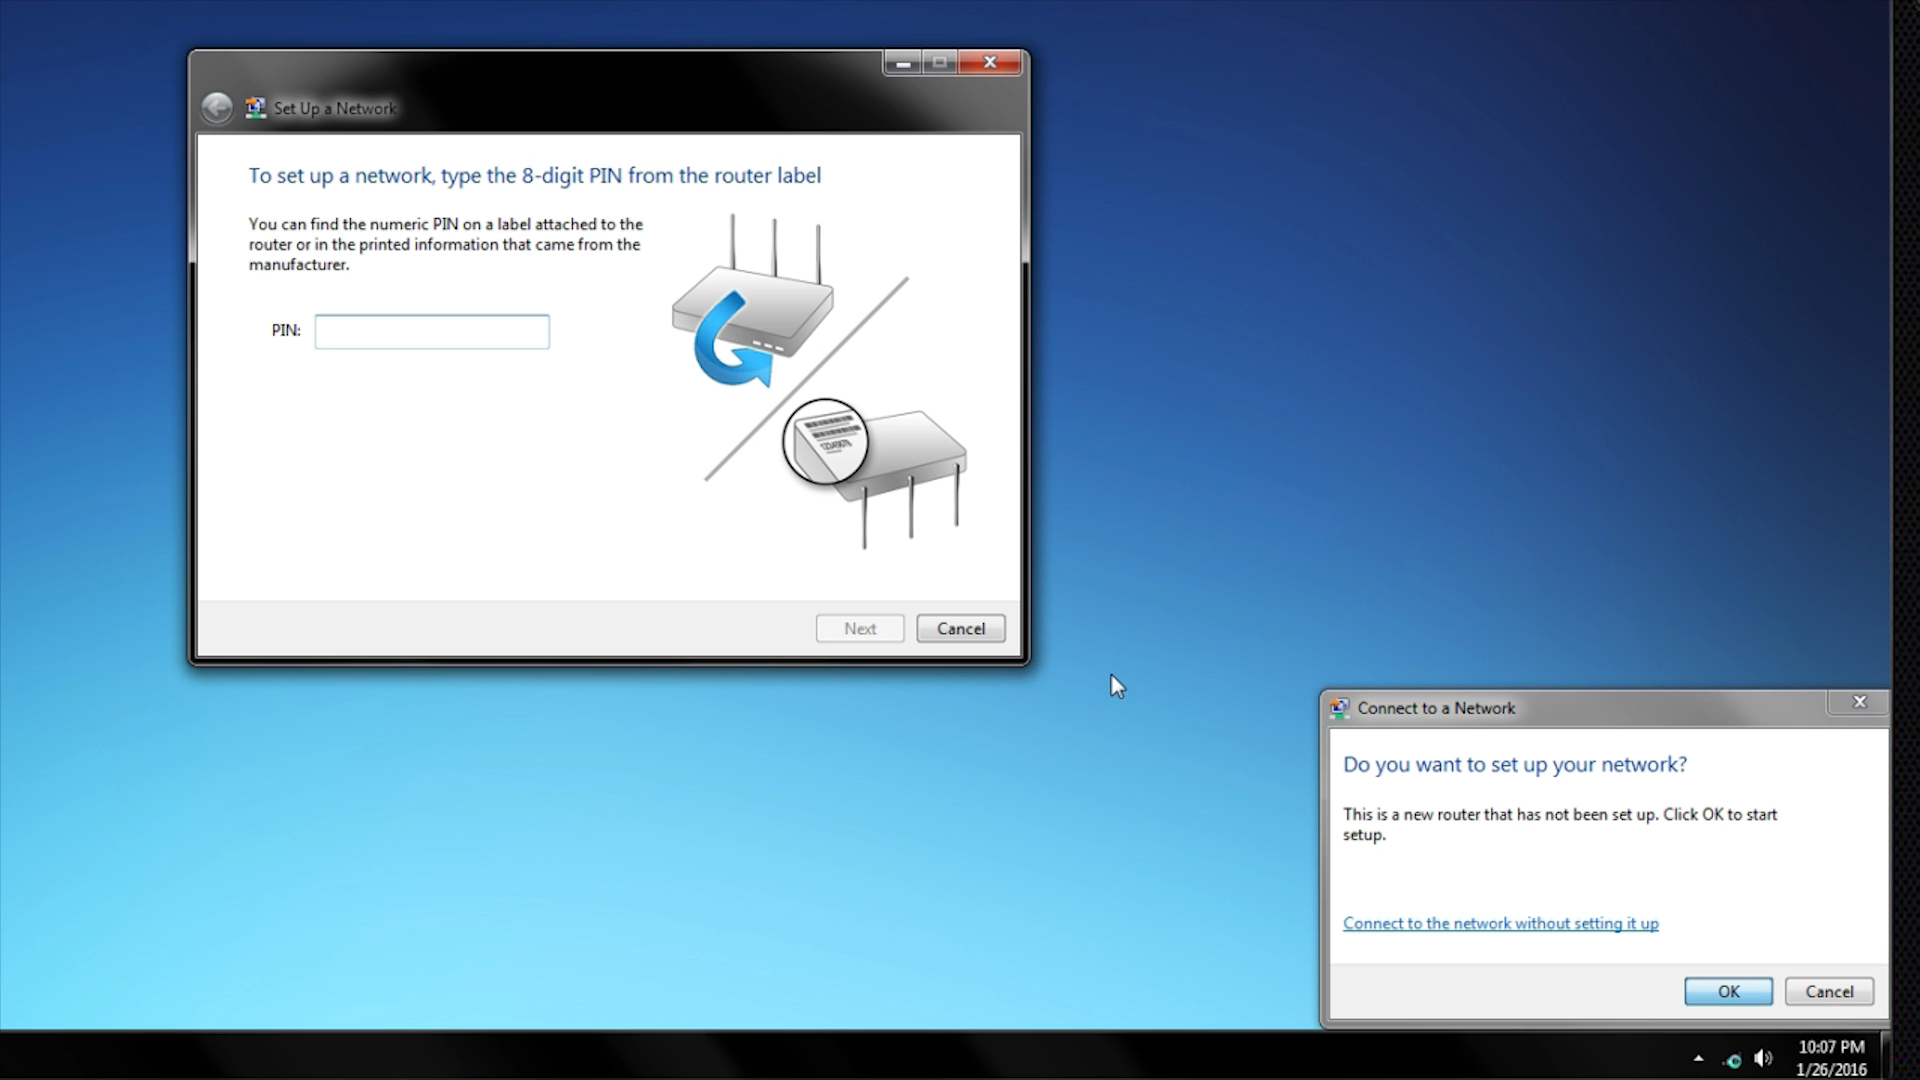 Set Up a Network
To set up a network, type the 8-digit PIN from the router label
You can find the numeric PIN on a label attached to the
router or in the printed information that came from the
manufacturer.
PIN:
12345678
Next
Cancel
Connect to a Network
Do you want to set up your network?
This is a new router that has not been set up. Click OK to start
setup.
Connect to the network without setting it up
OK
Cancel
10:07 PM
1/26/2016